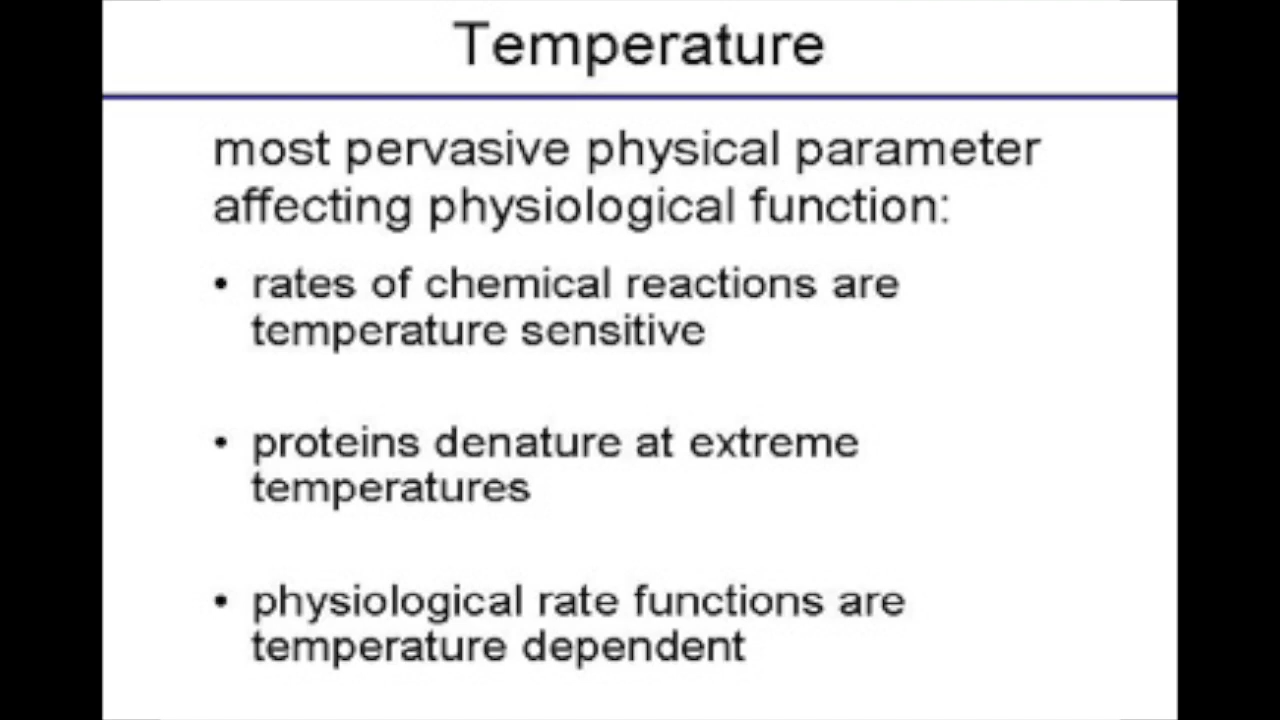 Temperature
most pervasive physical parameter
affecting physiological function:
• rates of chemical reactions are
temperature sensitive
• proteins denature at extreme
temperatures
• physiological rate functions are
temperature dependent